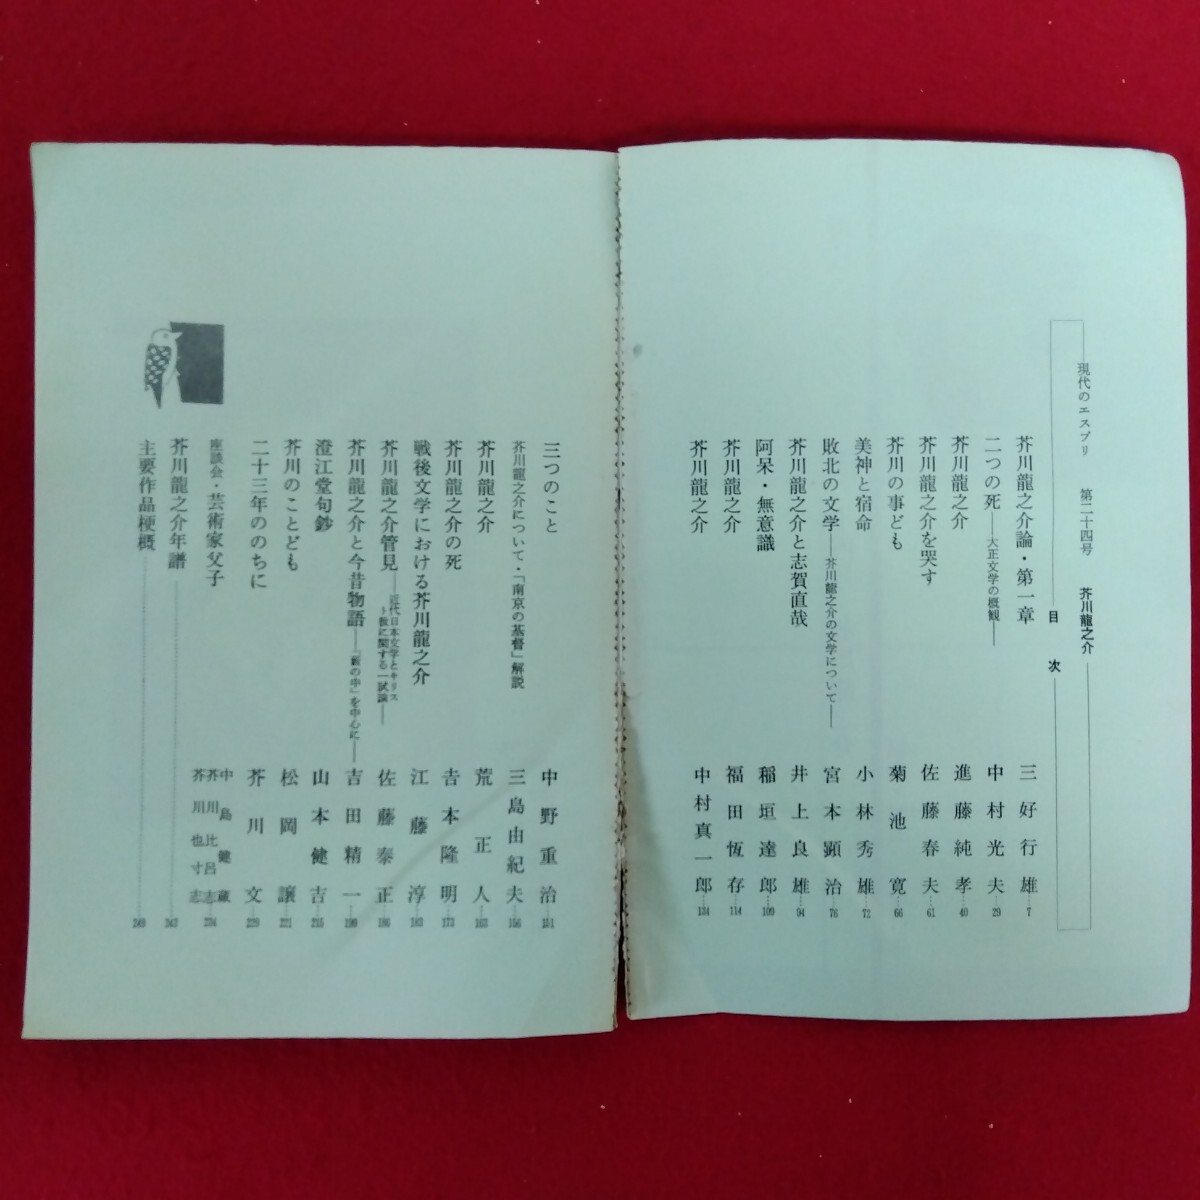 現代のエスプリ 第二十四号 芥川龍之介
目次
芥川龍之介論・第一章 三好行雄 7
二つの死――大正文学の概観―― 中村光夫 29
芥川龍之介 進藤純孝 40
芥川龍之介を哭す 佐藤春夫 61
芥川の事ども 菊池寛 66
美神と宿命 小林秀雄 72
敗北の文学――芥川龍之介の文学について―― 宮本顕治 76
芥川龍之介と志賀直哉 井上良雄 94
阿呆・無意識 稲垣達郎 109
芥川龍之介 福田恆存 114
芥川龍之介 中村真一郎 134
三つのこと 中野重治 151
芥川龍之介について・「南京の基督」解説 三島由紀夫 156
芥川龍之介 荒正人 163
芥川龍之介の死 吉本隆明 173
戦後文学における芥川龍之介 江藤淳 183
芥川龍之介管見――近代日本文学とキリスト教に関する一試論―― 佐藤泰正 186
芥川龍之介と今昔物語――「藪の中」を中心に―― 吉田精一 199
澄江堂句鈔 山本健吉 215
芥川のことども 松岡譲 221
二十三年ののちに 芥川文 229
座談会・芸術家父子 中島健蔵 芥川比呂志 芥川也寸志 234
芥川龍之介年譜 242
主要作品梗概 249